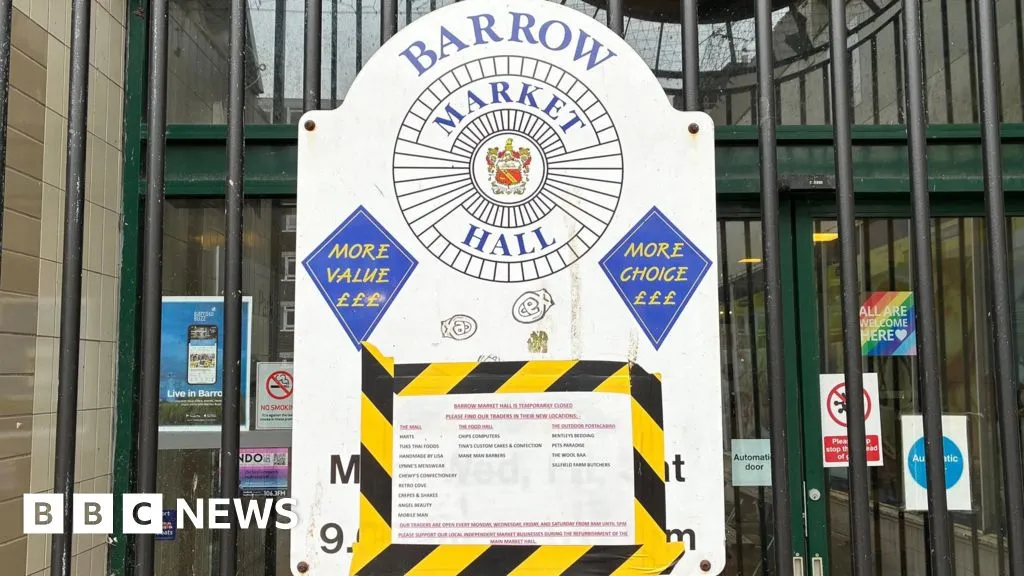 BARROW
MARKET
HALL
MORE
VALUE
£££
MORE
CHOICE
£££
BARROW MARKET HALL IS TEMPORARILY CLOSED
PLEASE FIND OUR TRADERS IN THEIR NEW LOCATIONS:-
THE MALL
HARTS
TUKS THAI FOODS
HANDMADE BY LISA
LYNNE'S MENSWEAR
CHEWY'S CONFECTIONERY
RETRO COVE
CREPES & SHAKES
ANGEL BEAUTY
MOBILE MAN
THE FOOD HALL
CHIPS COMPUTERS
TINA'S CUSTOM CAKES & CONFECTION
MANE MAN BARBERS
THE OUTDOOR PORTACABINS
BENTLEYS BEDDING
PETS PARADISE
THE WOOL BAA
SILLFIELD FARM BUTCHERS
OUR TRADERS ARE OPEN EVERY MONDAY, WEDNESDAY, FRIDAY, AND SATURDAY FROM 8AM UNTIL 5PM
PLEASE SUPPORT OUR LOCAL INDEPENDENT MARKET BUSINESSES DURING THE REFURBISHMENT OF THE
MAIN MARKET HALL
Live in Barro
NO SMOKING
106.3FM
ALL ARE
WELCOME
HERE
Automatic
door
Automatic
BBC NEWS